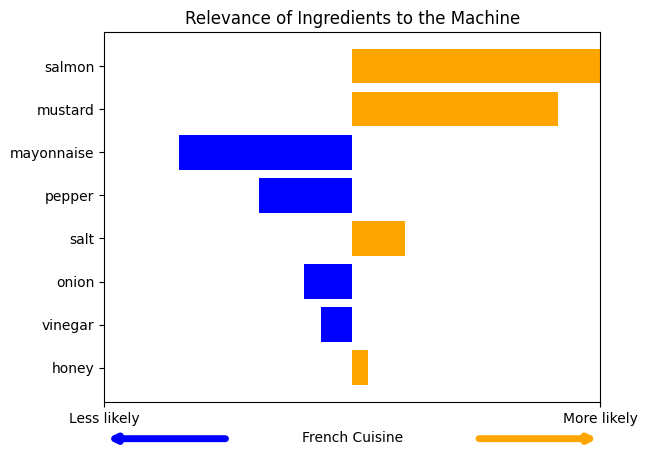 Relevance of Ingredients to the Machine
salmon
mustard
mayonnaise
pepper
salt
onion
vinegar
honey
Less likely
More likely
French Cuisine